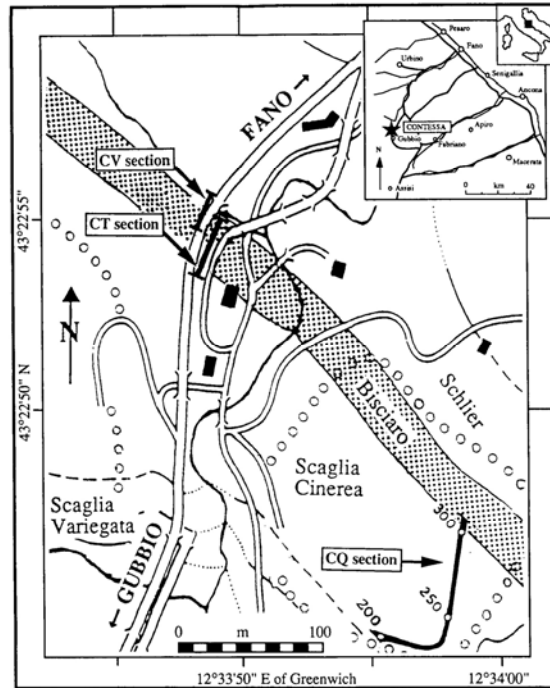 Pesaro
Fano
Urbino
Senigallia
Ancona
CONTESSA
Gubbio
Apiro
Fabriano
Macerata
Assisi
N
0 km 40
FANO →
CV section
CT section
43°22'55"
N
43°22'50" N
Bisciaro
Schlier
Scaglia
Cinerea
Scaglia
Variegata
300
CQ section
250
200
← GUBBIO
0 m 100
12°33'50" E of Greenwich
12°34'00"